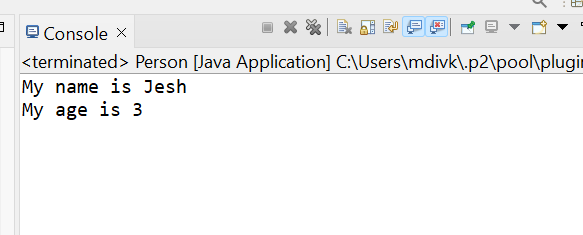 Console
<terminated> Person [Java Application] C:\Users\mdivk\.p2\pool\plugin
My name is Jesh
My age is 3